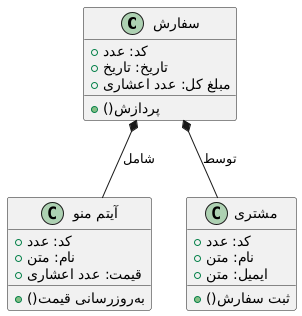 C سفارش
کد: عدد
تاریخ: تاریخ
مبلغ کل: عدد اعشاری
پردازش()
شامل
توسط
C آیتم منو
کد: عدد
نام: متن
قیمت: عدد اعشاری
به‌روزرسانی قیمت()
C مشتری
کد: عدد
نام: متن
ایمیل: متن
ثبت سفارش()